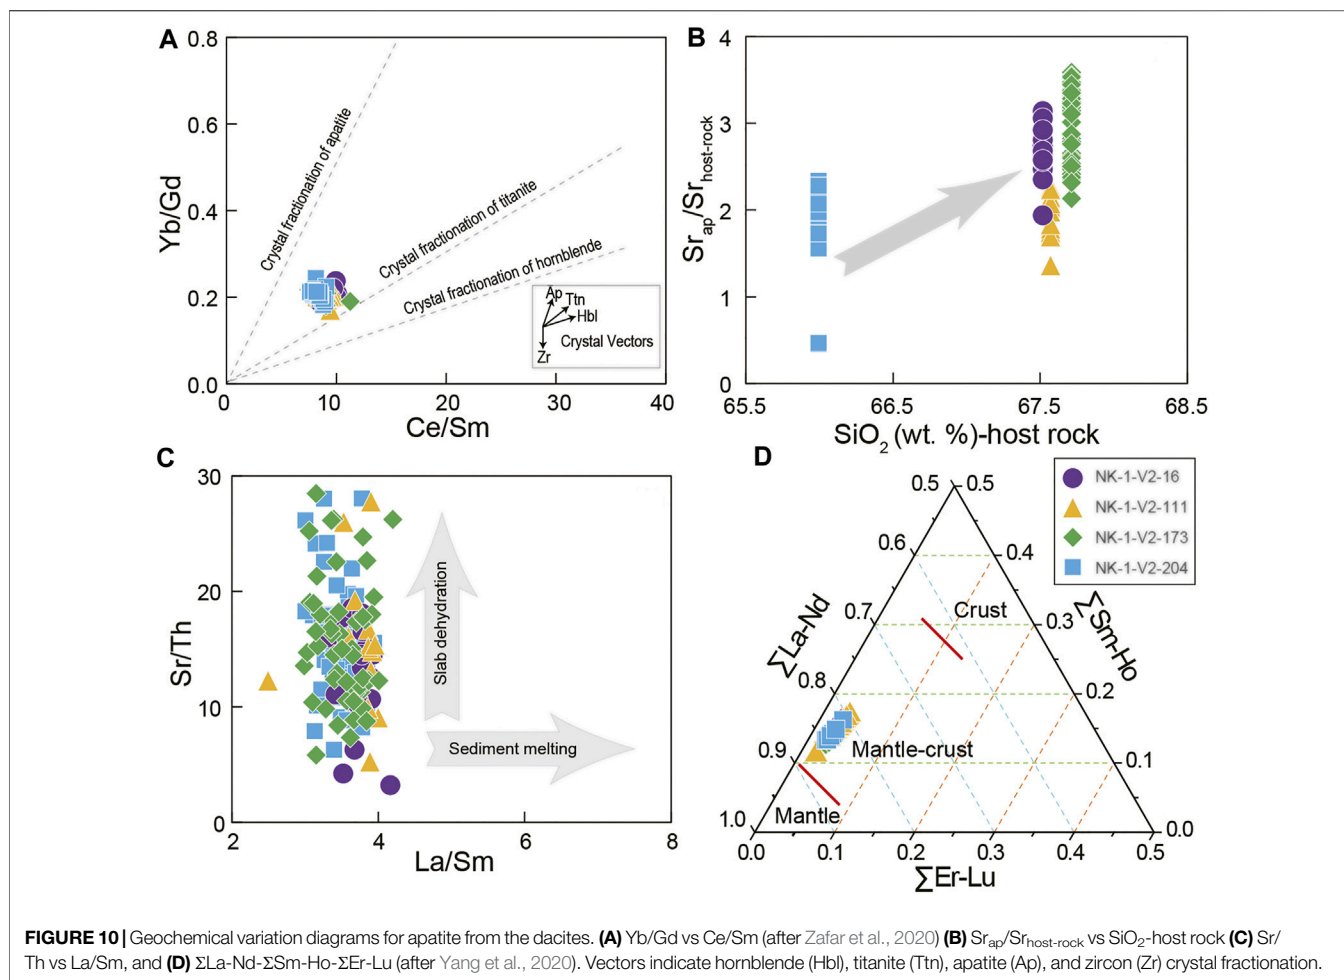 A
0.8
0.6
0.4
0.2
0.0
Yb/Gd
0
10
20
30
40
Ce/Sm
Crystal fractionation of apatite
Crystal fractionation of titanite
Crystal fractionation of hornblende
Ap
Ttn
Hbl
Zr
Crystal Vectors
B
4
3
2
1
0
Sr_ap/Sr_host-rock
65.5
66.5
67.5
68.5
SiO₂ (wt. %)-host rock
C
30
20
10
0
Sr/Th
2
4
6
8
La/Sm
Slab dehydration
Sediment melting
D
NK-1-V2-16
NK-1-V2-111
NK-1-V2-173
NK-1-V2-204
0.5
0.6
0.7
0.8
0.9
1.0
∑La-Nd
0.5
0.4
0.3
0.2
0.1
0.0
∑Sm-Ho
0.0
0.1
0.2
0.3
0.4
0.5
∑Er-Lu
Crust
Mantle-crust
Mantle
FIGURE 10 | Geochemical variation diagrams for apatite from the dacites. (A) Yb/Gd vs Ce/Sm (after Zafar et al., 2020) (B) Sr_ap/Sr_host-rock vs SiO₂-host rock (C) Sr/
Th vs La/Sm, and (D) ΣLa-Nd-ΣSm-Ho-ΣEr-Lu (after Yang et al., 2020). Vectors indicate hornblende (Hbl), titanite (Ttn), apatite (Ap), and zircon (Zr) crystal fractionation.